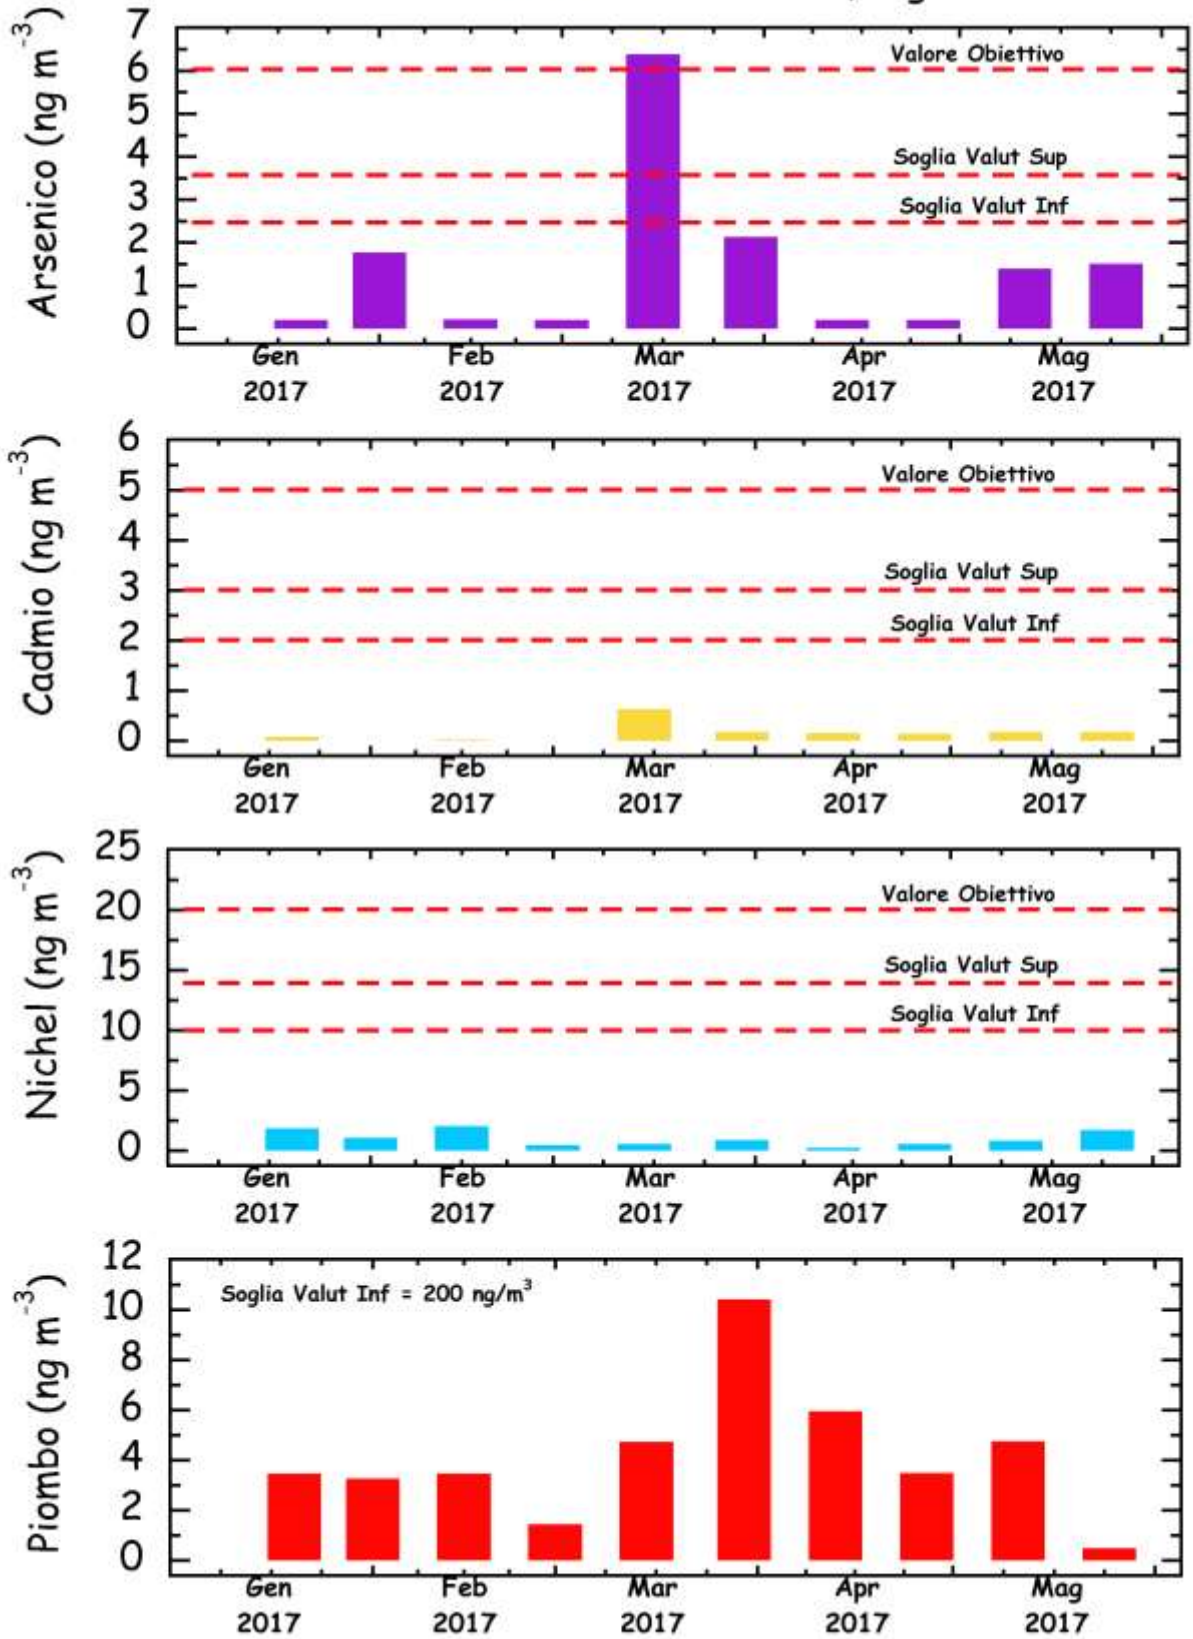 Arsenico (ng m⁻³)
7
6
5
4
3
2
1
0
Valore Obiettivo
Soglia Valut Sup
Soglia Valut Inf
Gen Feb Mar Apr Mag
2017 2017 2017 2017 2017
Cadmio (ng m⁻³)
6
5
4
3
2
1
0
Valore Obiettivo
Soglia Valut Sup
Soglia Valut Inf
Gen Feb Mar Apr Mag
2017 2017 2017 2017 2017
Nichel (ng m⁻³)
25
20
15
10
5
0
Valore Obiettivo
Soglia Valut Sup
Soglia Valut Inf
Gen Feb Mar Apr Mag
2017 2017 2017 2017 2017
Piombo (ng m⁻³)
12
10
8
6
4
2
0
Soglia Valut Inf = 200 ng/m³
Gen Feb Mar Apr Mag
2017 2017 2017 2017 2017